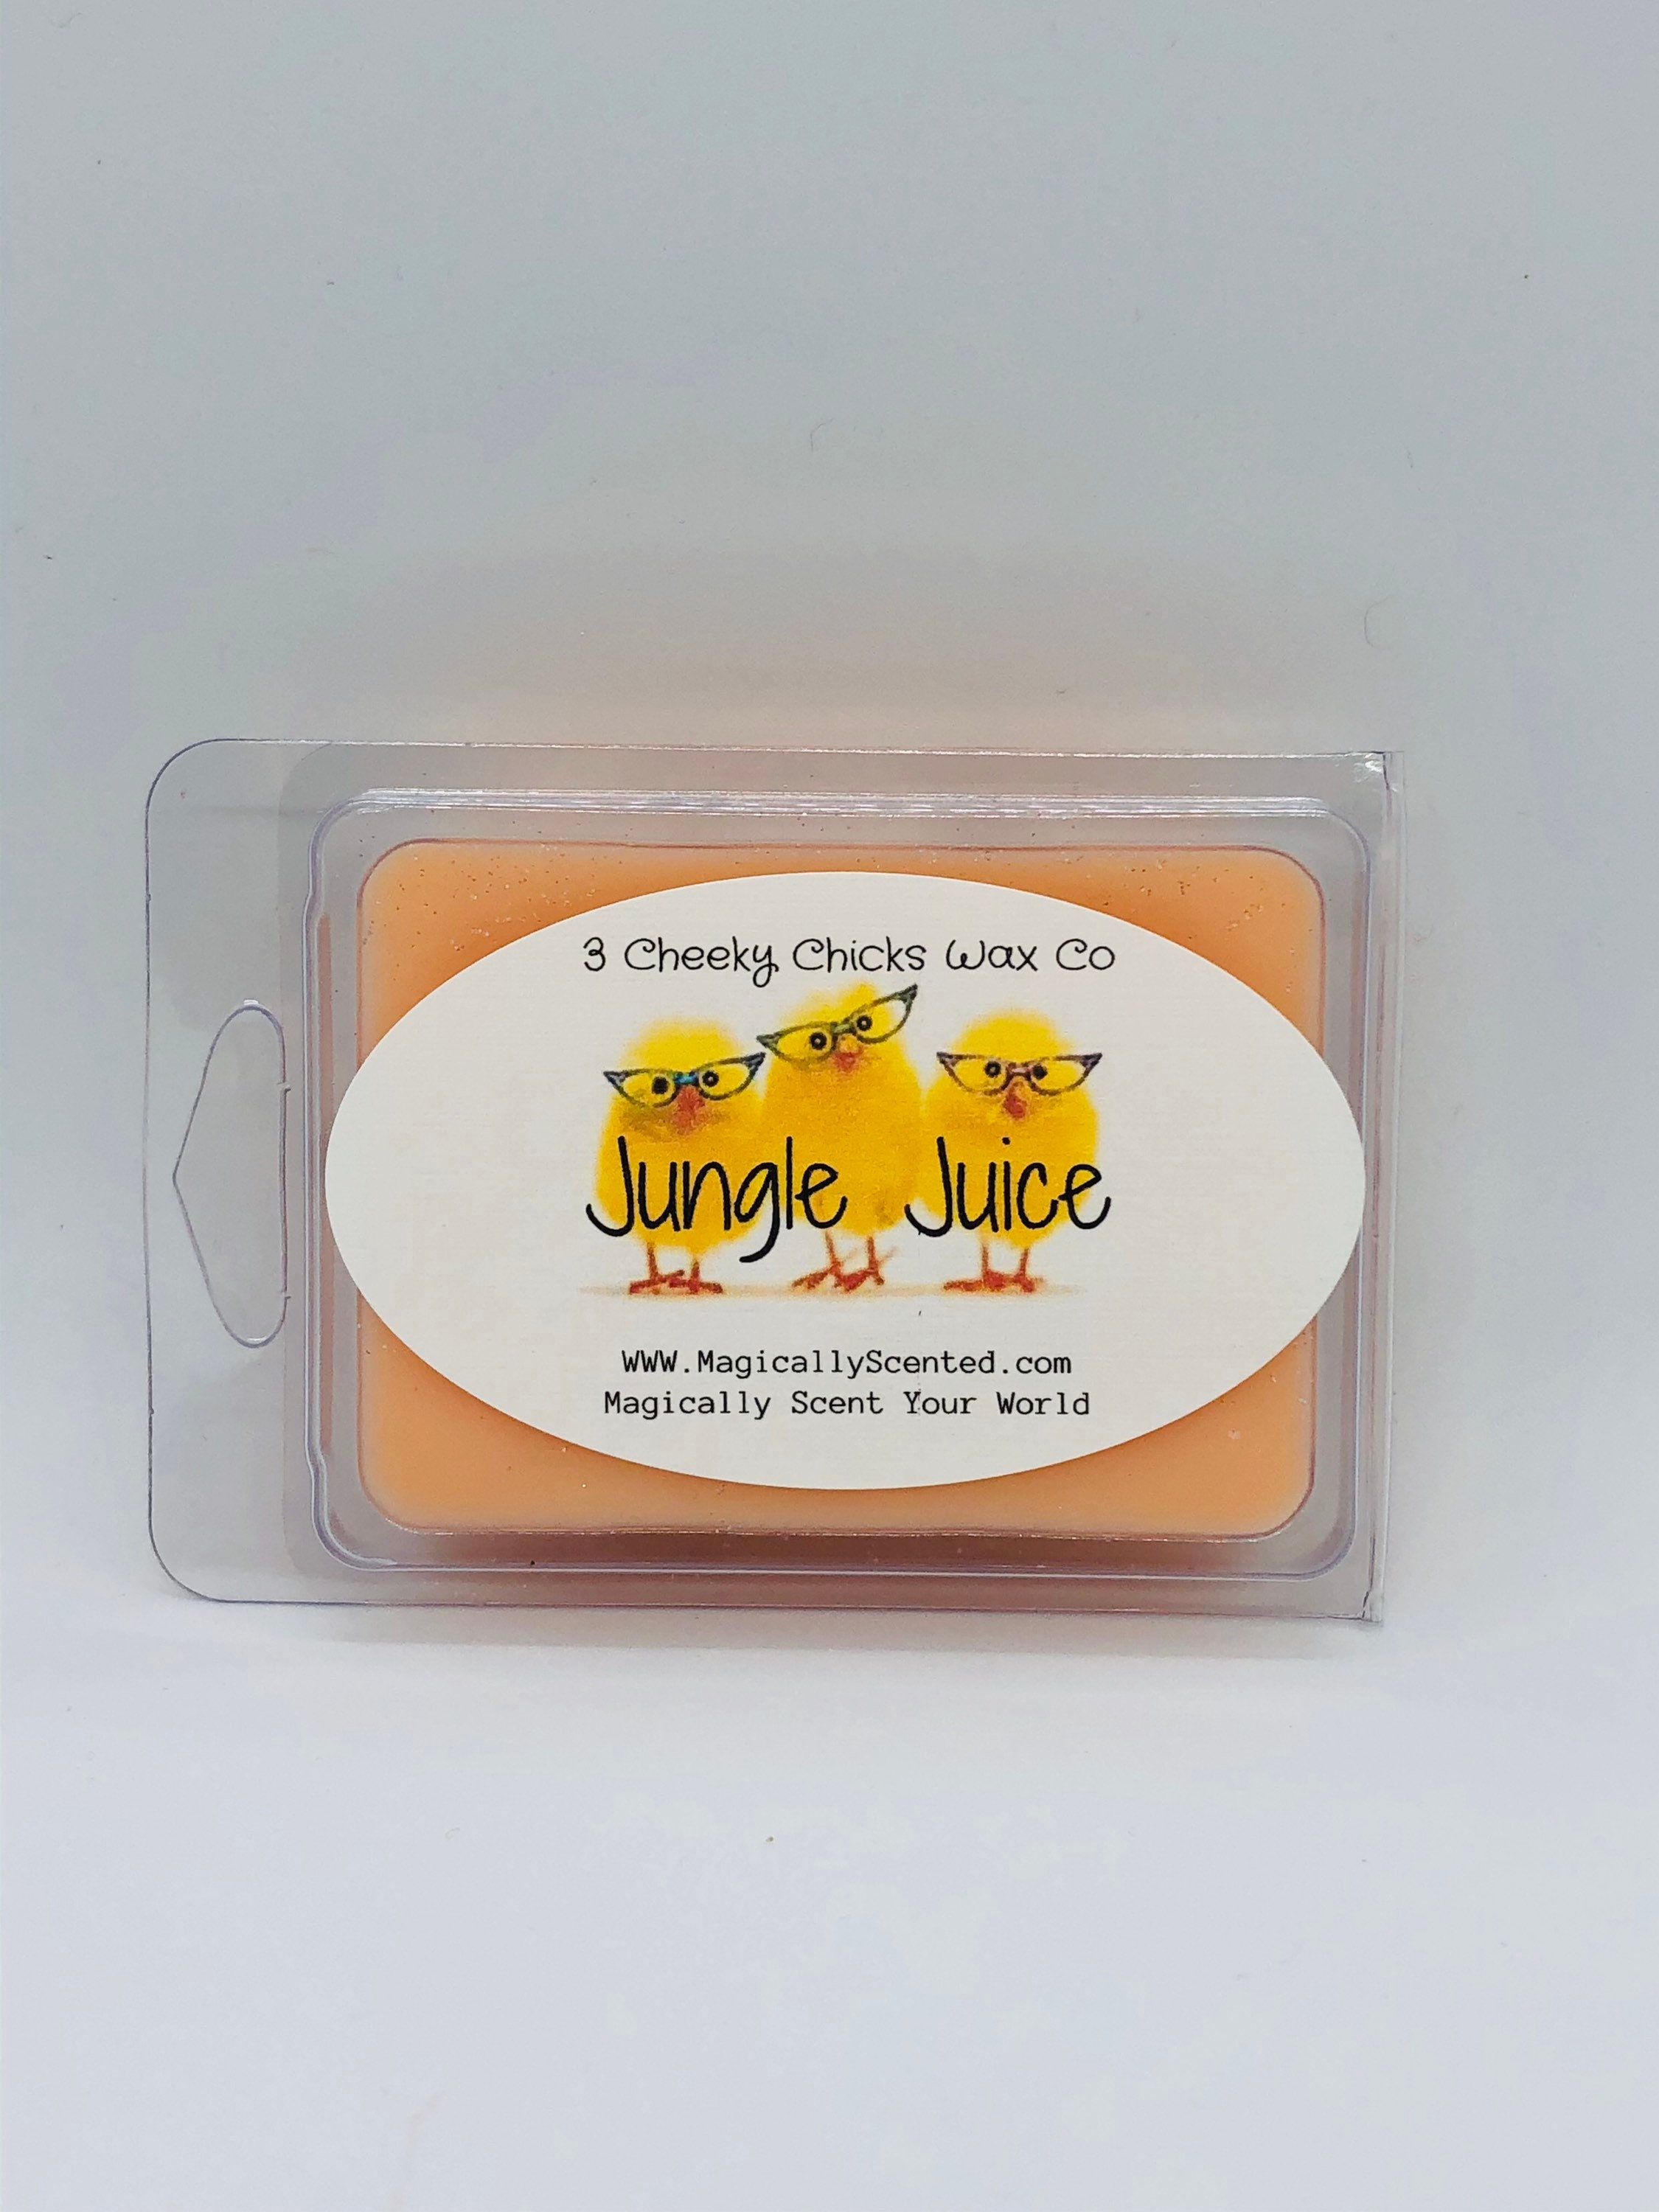 3 Cheeky Chicks Wax Co
Jungle Juice
WWW.MagicallyScented.com
Magically Scent Your World